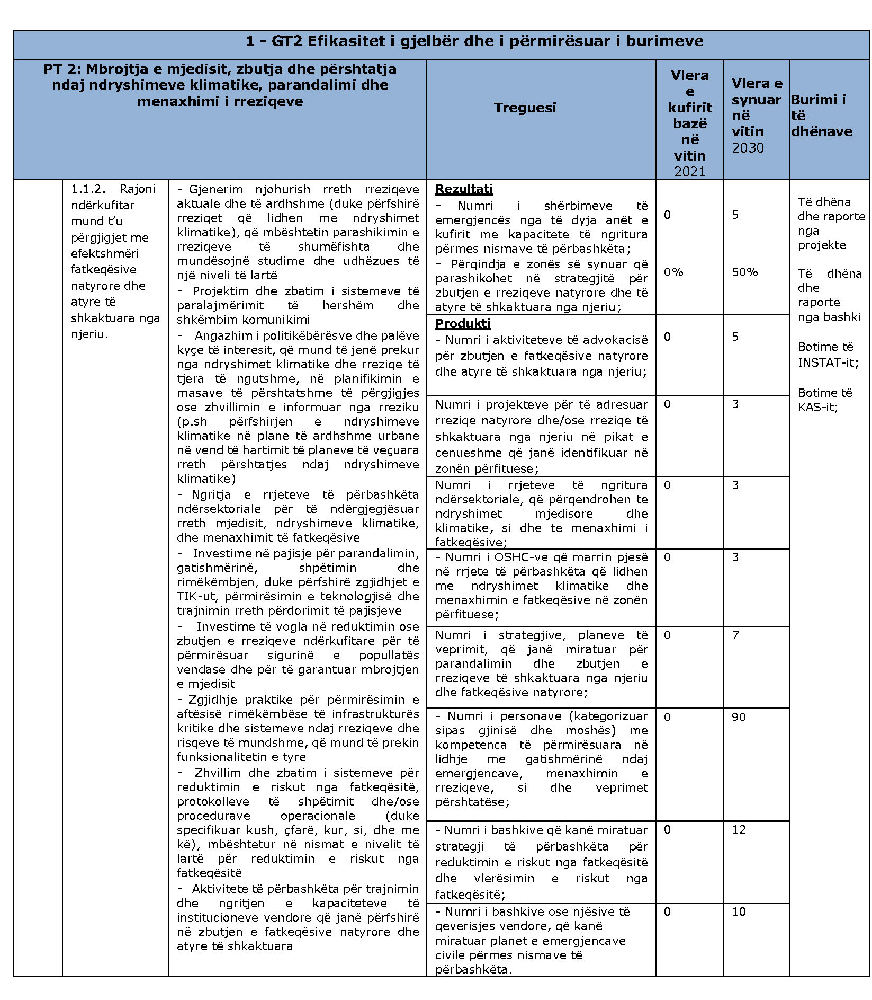 1 - GT2 Efikasitet i gjelbër dhe i përmirësuar i burimeve
PT 2: Mbrojtja e mjedisit, zbutja dhe përshtatja
ndaj ndryshimeve klimatike, parandalimi dhe
menaxhimi i rreziqeve
Treguesi
Vlera
e
kufirit
bazë
në
vitin
2021
Vlera e
synuar
në
vitin
2030
Burimi i
të
dhënave
1.1.2. Rajoni
ndërkufitar
mund t’u
përgjigjet me
efektshmëri
fatkeqësive
natyrore dhe
atyre të
shkaktuara nga
njeriu.
- Gjenerim njohurish rreth rreziqeve
aktuale dhe të ardhshme (duke përfshirë
rreziqet që lidhen me ndryshimet
klimatike), që mbështetin parashikimin e
rreziqeve të shumëfishta dhe
mundësojnë studime dhe udhëzues të
një niveli të lartë
- Projektim dhe zbatim i sistemeve të
paralajmërimit të hershëm dhe
shkëmbim komunikimi
- Angazhim i politikëbërësve dhe palëve
kyçe të interesit, që mund të jenë prekur
nga ndryshimet klimatike dhe rreziqe të
tjera të ngutshme, në planifikimin e
masave të përshtatshme të përgjigjes
ose zhvillimin e informuar nga rreziku
(p.sh përfshirjen e ndryshimeve
klimatike në plane të ardhshme urbane
në vend të hartimit të planeve të veçuara
rreth përshtatjes ndaj ndryshimeve
klimatike)
- Ngritja e rrjeteve të përbashkëta
ndërsektoriale për të ndërgjegjësuar
rreth mjedisit, ndryshimeve klimatike,
dhe menaxhimit të fatkeqësive
- Investime në pajisje për parandalimin,
gatishmërinë, shpëtimin dhe
rimëkëmbjen, duke përfshirë zgjidhjet e
TIK-ut, përmirësimin e teknologjisë dhe
trajnimin rreth përdorimit të pajisjeve
- Investime të vogla në reduktimin ose
zbutjen e rreziqeve ndërkufitare për të
përmirësuar sigurinë e popullatës
vendase dhe për të garantuar mbrojtjen
e mjedisit
- Zgjidhje praktike për përmirësimin e
aftësisë rimëkëmbëse të infrastrukturës
kritike dhe sistemeve ndaj rreziqeve dhe
risqeve të mundshme, që mund të prekin
funksionalitetin e tyre
- Zhvillim dhe zbatim i sistemeve për
reduktimin e riskut nga fatkeqësitë,
protokolleve të shpëtimit dhe/ose
procedurave operacionale (duke
specifikuar kush, çfarë, kur, si, dhe me
kë), mbështetur në nismat e nivelit të
lartë për reduktimin e riskut nga
fatkeqësitë
- Aktivitete të përbashkëta për trajnimin
dhe ngritjen e kapaciteteve të
institucioneve vendore që janë përfshirë
në zbutjen e fatkeqësive natyrore dhe
atyre të shkaktuara
Rezultati
- Numri i shërbimeve të
emergjencës nga të dyja anët e
kufirit me kapacitete të ngritura
përmes nismave të përbashkëta;
0
5
- Përqindja e zonës së synuar që
parashikohet në strategjitë për
zbutjen e rreziqeve natyrore dhe të
atyre të shkaktuara nga njeriu;
0%
50%
Produkti
- Numri i aktiviteteve të advokacisë
për zbutjen e fatkeqësive natyrore
dhe atyre të shkaktuara nga njeriu;
0
5
Numri i projekteve për të adresuar
rreziqe natyrore dhe/ose rreziqe të
shkaktuara nga njeriu në pikat e
cenueshme që janë identifikuar në
zonën përfituese;
0
3
Numri i rrjeteve të ngritura
ndërsektoriale, që përqendrohen te
ndryshimet mjedisore dhe
klimatike, si dhe te menaxhimi i
fatkeqësive;
0
3
- Numri i OSHC-ve që marrin pjesë
në rrjete të përbashkëta që lidhen
me ndryshimet klimatike dhe
menaxhimin e fatkeqësive në zonën
përfituese;
0
3
Numri i strategjive, planeve të
veprimit, që janë miratuar për
parandalimin dhe zbutjen e
rreziqeve të shkaktuara nga njeriu
dhe fatkeqësive natyrore;
0
7
- Numri i personave (kategorizuar
sipas gjinisë dhe moshës) me
kompetenca të përmirësuara në
lidhje me gatishmërinë ndaj
emergjencave, menaxhimin e
rreziqeve, si dhe veprimet
përshtatëse;
0
90
- Numri i bashkive që kanë miratuar
strategji të përbashkëta për
reduktimin e riskut nga fatkeqësitë
dhe vlerësimin e riskut nga
fatkeqësitë;
0
12
- Numri i bashkive ose njësive të
qeverisjes vendore, që kanë
miratuar planet e emergjencave
civile përmes nismave të
përbashkëta.
0
10
Të dhëna
dhe raporte
nga
projekte
Të dhëna
dhe
raporte
nga bashki
Botime të
INSTAT-it;
Botime të
KAS-it;